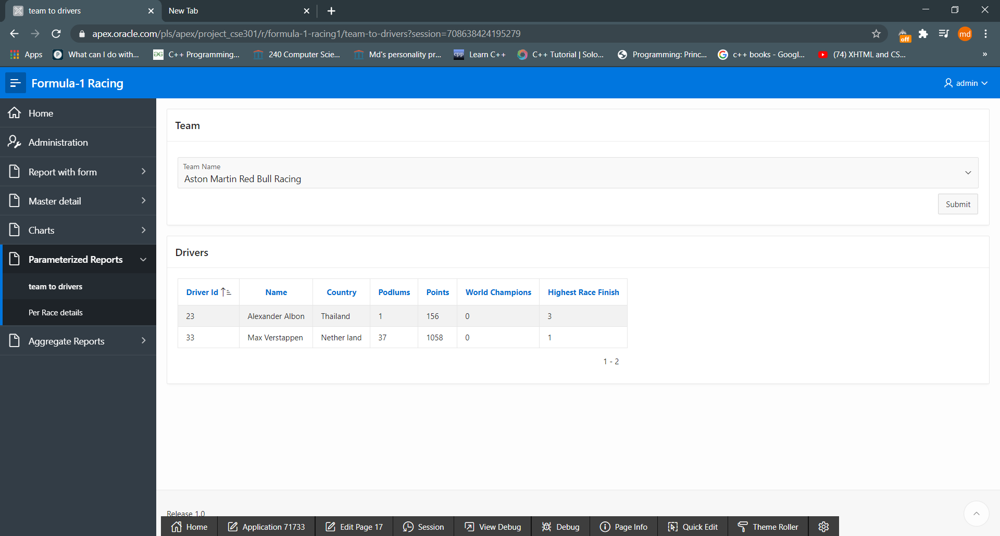 team to drivers
New Tab
apex.oracle.com/pls/apex/project_cse301/r/formula-1-racing1/team-to-drivers?session=708638424195279
off
md
Apps
What can I do with...
C++ Programming...
240 Computer Scie...
Md's personality pr...
cpp
Learn C++
C++ Tutorial | Solo...
Programming: Princ...
c++ books - Googl...
(74) XHTML and CS...
»
Formula-1 Racing
admin
Home
Administration
Report with form
Master detail
Charts
Parameterized Reports
team to drivers
Per Race details
Aggregate Reports
Team
Team Name
Aston Martin Red Bull Racing
Submit
Drivers
Driver Id Name Country Podlums Points World Champions Highest Race Finish
23 Alexander Albon Thailand 1 156 0 3
33 Max Verstappen Nether land 37 1058 0 1
1 - 2
Release 1.0
Home
Application 71733
Edit Page 17
Session
View Debug
Debug
Page Info
Quick Edit
Theme Roller